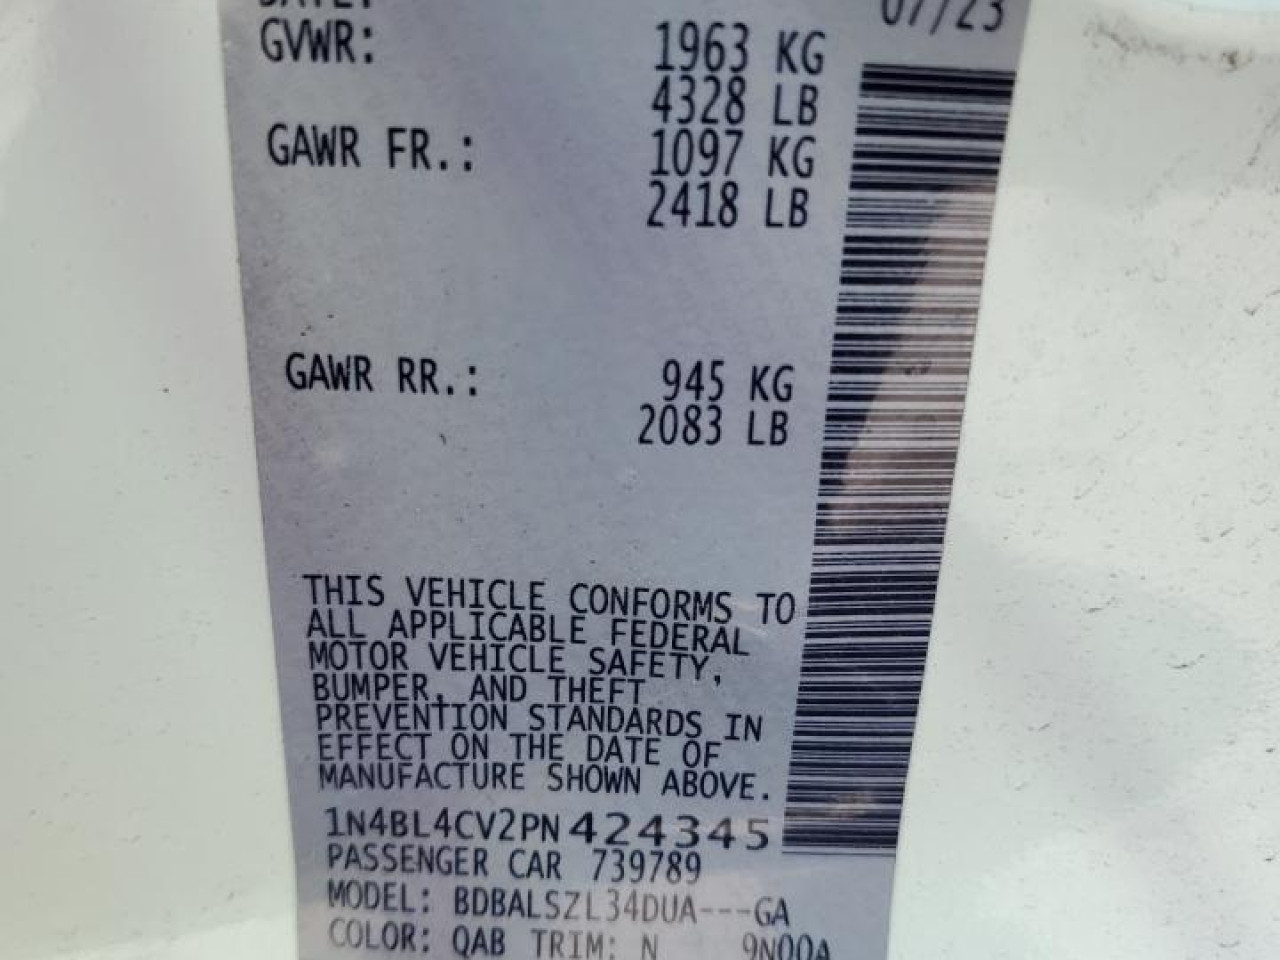 DATE: 07/23
GVWR: 1963 KG
4328 LB
GAWR FR.: 1097 KG
2418 LB
GAWR RR.: 945 KG
2083 LB
THIS VEHICLE CONFORMS TO
ALL APPLICABLE FEDERAL
MOTOR VEHICLE SAFETY,
BUMPER, AND THEFT
PREVENTION STANDARDS IN
EFFECT ON THE DATE OF
MANUFACTURE SHOWN ABOVE.
1N4BL4CV2PN424345
PASSENGER CAR 739789
MODEL: BDBALSZL34DUA---GA
COLOR: QAB TRIM: N 9N00A